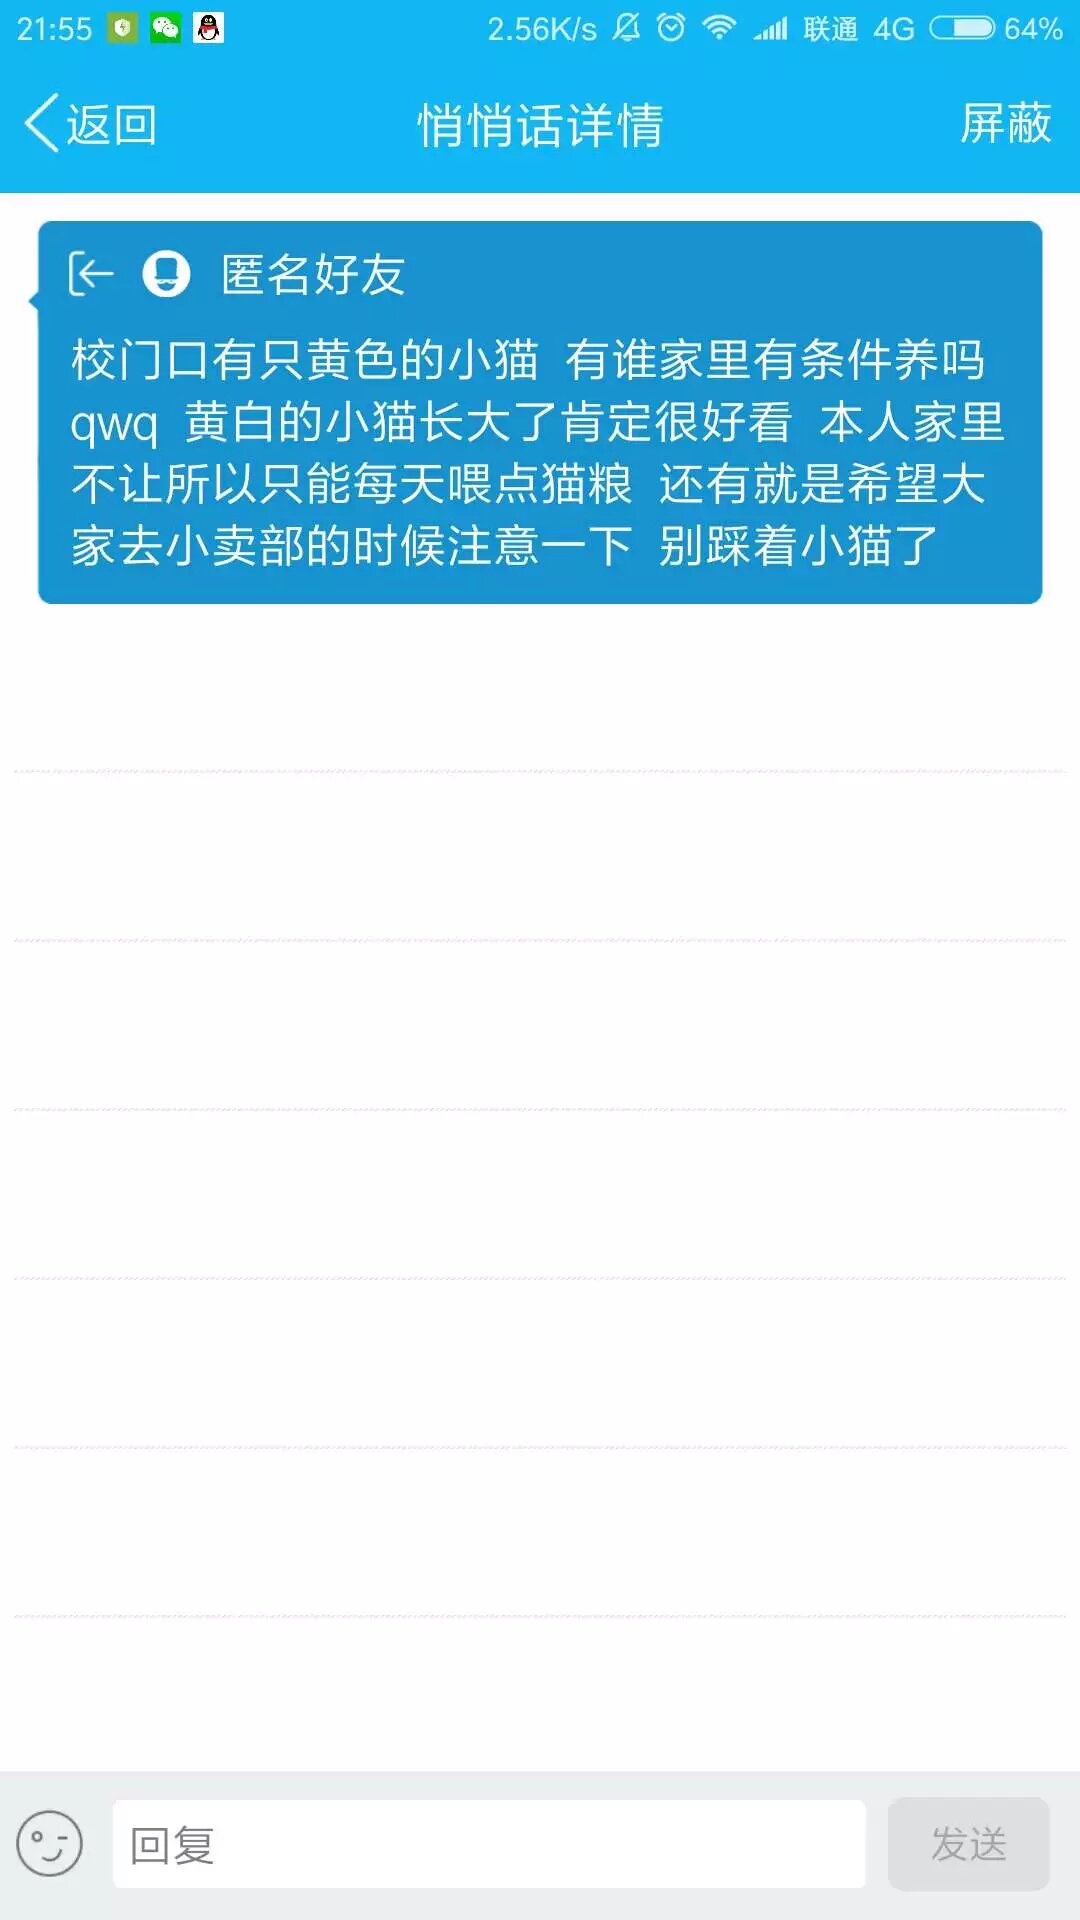 21:55 2.56K/s 联通 4G 64%
返回 悄悄话详情 屏蔽
匿名好友
校门口有只黄色的小猫 有谁家里有条件养吗
qwq 黄白的小猫长大了肯定很好看 本人家里
不让所以只能每天喂点猫粮 还有就是希望大
家去小卖部的时候注意一下 别踩着小猫了
回复 发送